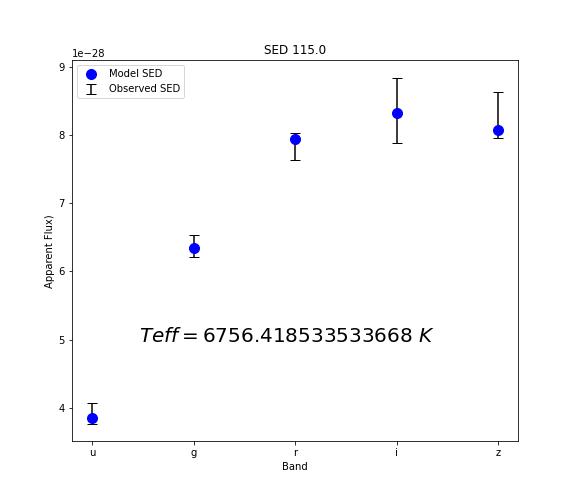 SED 115.0
1e−28
Model SED
Observed SED
9
8
7
6
5
4
Apparent Flux)
Teff = 6756.418533533668 K
u g r i z
Band